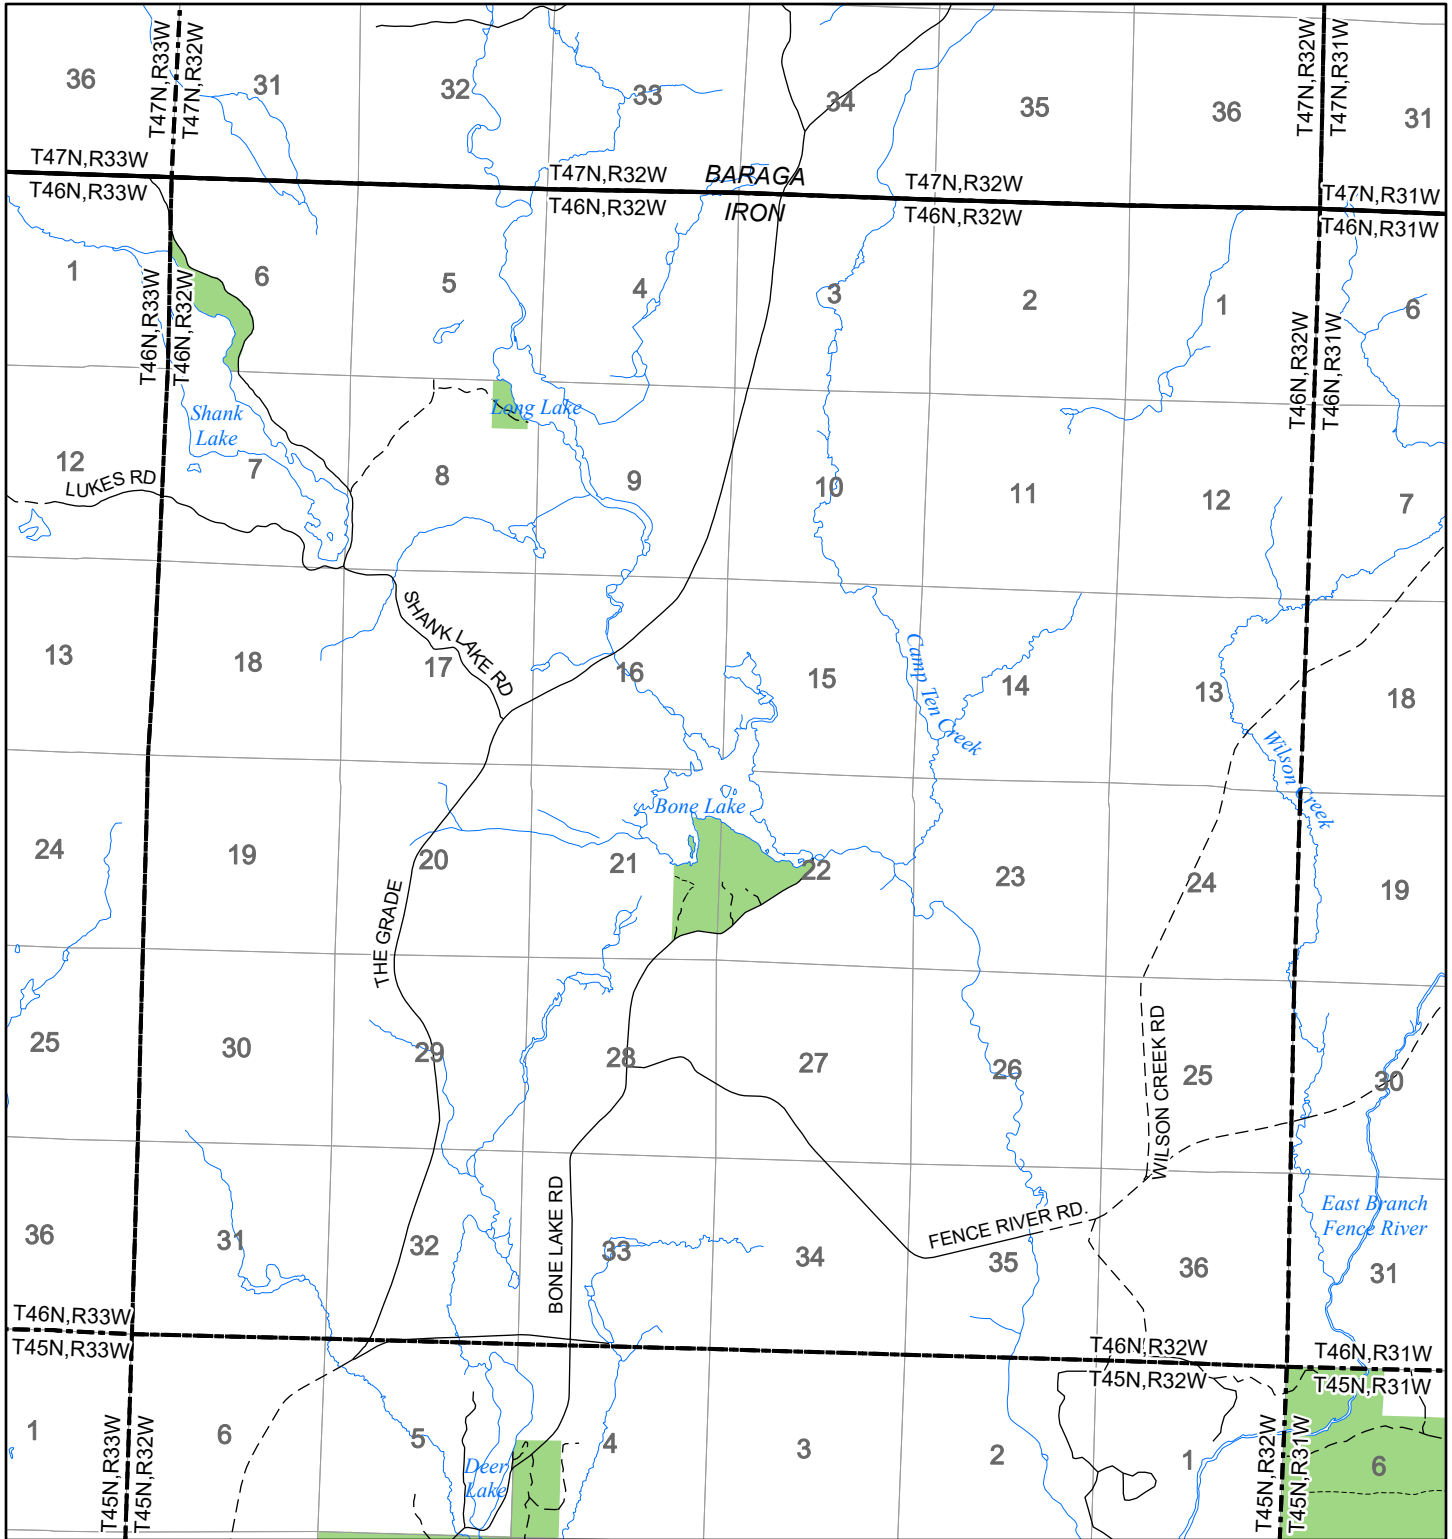 T47N,R33W
T47N,R32W
T47N,R32W
T47N,R31W
36
31
32
33
34
35
36
31
T47N,R33W
T46N,R33W
T47N,R32W
T46N,R32W
BARAGA
IRON
T47N,R32W
T46N,R32W
T47N,R31W
T46N,R31W
1
6
5
4
3
2
1
6
T46N,R33W
T46N,R32W
T46N,R32W
T46N,R31W
Shank
Lake
Long Lake
12
7
8
9
10
11
12
7
LUKES RD
SHANK LAKE RD
13
18
17
16
15
14
13
18
Camp Ten Creek
Wilson Creek
Bone Lake
24
19
20
21
22
23
24
19
THE GRADE
25
30
29
28
27
26
25
30
WILSON CREEK RD
BONE LAKE RD
FENCE RIVER RD.
East Branch
Fence River
36
31
32
33
34
35
36
31
T46N,R33W
T45N,R33W
T46N,R32W
T45N,R32W
T46N,R31W
T45N,R31W
1
6
5
4
3
2
1
6
T45N,R33W
T45N,R32W
Deer
Lake
T45N,R32W
T45N,R31W